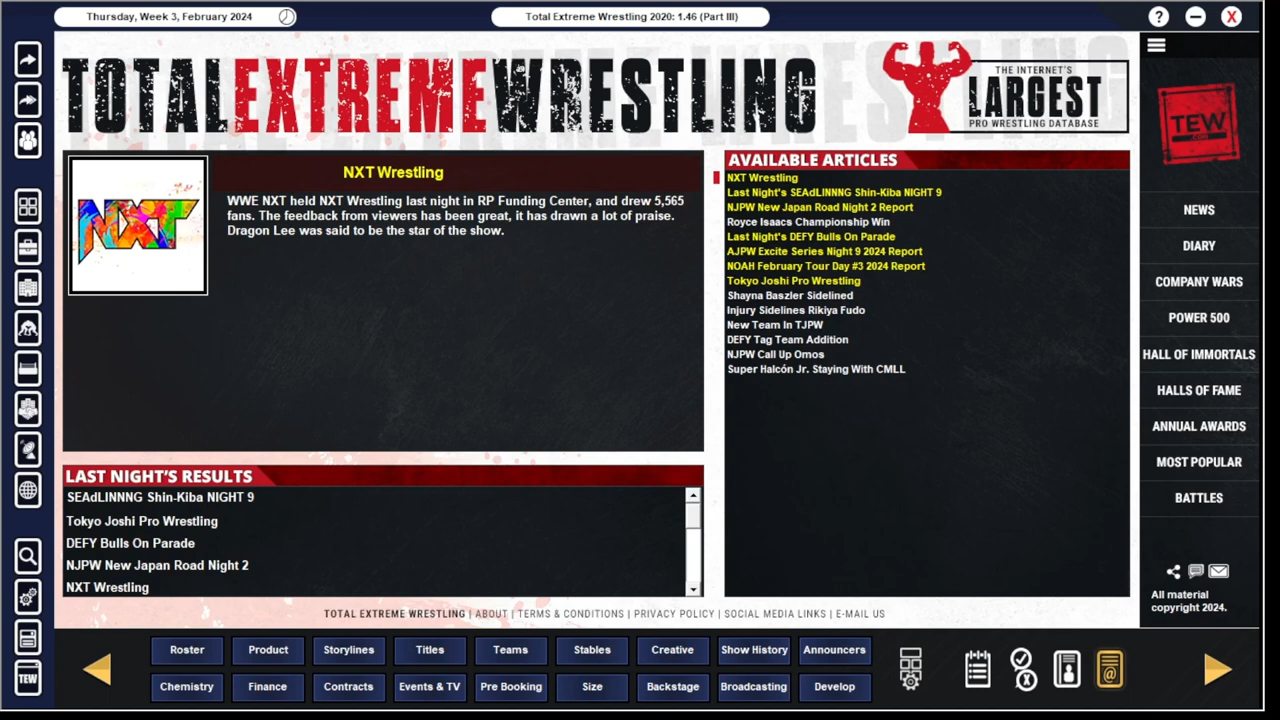 Thursday, Week 3, February 2024
Total Extreme Wrestling 2020: 1.46 (Part III)
?
X
TOTALEXTREMEWRESTLING
THE INTERNET'S
LARGEST
PRO WRESTLING DATABASE
TEW
.COM
NXT
NXT Wrestling
WWE NXT held NXT Wrestling last night in RP Funding Center, and drew 5,565
fans. The feedback from viewers has been great, it has drawn a lot of praise.
Dragon Lee was said to be the star of the show.
AVAILABLE ARTICLES
NXT Wrestling
Last Night's SEAdLINNNG Shin-Kiba NIGHT 9
NJPW New Japan Road Night 2 Report
Royce Isaacs Championship Win
Last Night's DEFY Bulls On Parade
AJPW Excite Series Night 9 2024 Report
NOAH February Tour Day #3 2024 Report
Tokyo Joshi Pro Wrestling
Shayna Baszler Sidelined
Injury Sidelines Rikiya Fudo
New Team In TJPW
DEFY Tag Team Addition
NJPW Call Up Omos
Super Halcón Jr. Staying With CMLL
NEWS
DIARY
COMPANY WARS
POWER 500
HALL OF IMMORTALS
HALLS OF FAME
ANNUAL AWARDS
MOST POPULAR
BATTLES
All material
copyright 2024.
LAST NIGHT'S RESULTS
SEAdLINNNG Shin-Kiba NIGHT 9
Tokyo Joshi Pro Wrestling
DEFY Bulls On Parade
NJPW New Japan Road Night 2
NXT Wrestling
TOTAL EXTREME WRESTLING | ABOUT | TERMS & CONDITIONS | PRIVACY POLICY | SOCIAL MEDIA LINKS | E-MAIL US
TEW
Roster
Product
Storylines
Titles
Teams
Stables
Creative
Show History
Announcers
Chemistry
Finance
Contracts
Events & TV
Pre Booking
Size
Backstage
Broadcasting
Develop